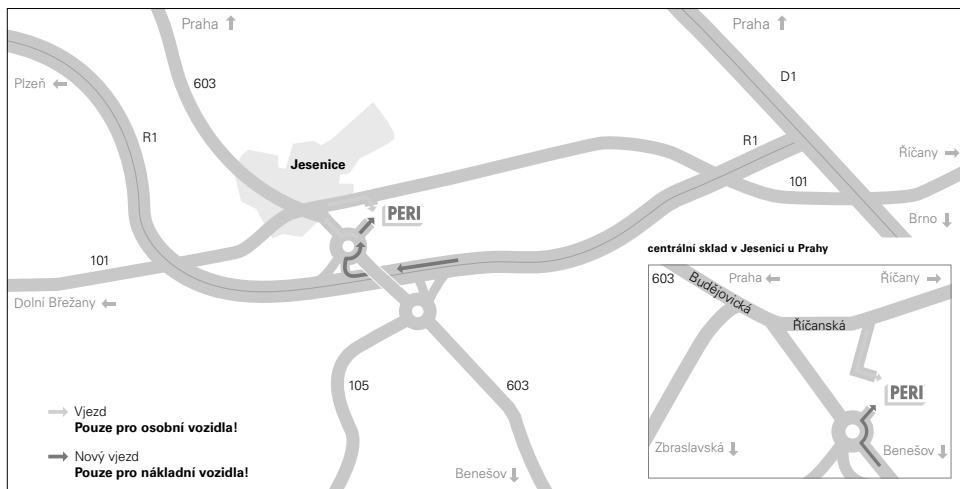 Praha
Praha
603
D1
Plzeň
R1
R1
Říčany
Jesenice
101
PERI
Brno
101
Dolní Břežany
105
603
Vjezd
Pouze pro osobní vozidla!
Nový vjezd
Pouze pro nákladní vozidla!
Benešov
centrální sklad v Jesenici u Prahy
603
Praha
Říčany
Budějovická
Říčanská
PERI
Zbraslavská
Benešov